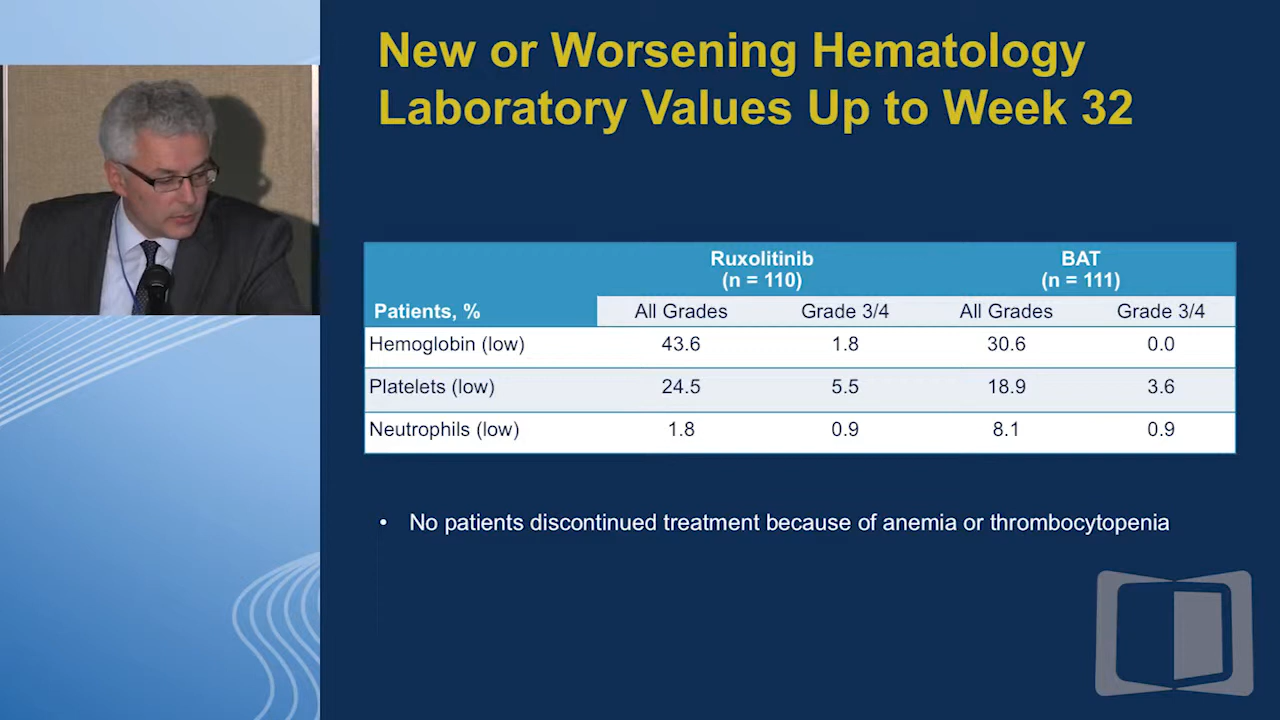 New or Worsening Hematology
Laboratory Values Up to Week 32
Ruxolitinib
(n = 110)
BAT
(n = 111)
Patients, %
All Grades
Grade 3/4
All Grades
Grade 3/4
Hemoglobin (low) 43.6 1.8 30.6 0.0
Platelets (low) 24.5 5.5 18.9 3.6
Neutrophils (low) 1.8 0.9 8.1 0.9
• No patients discontinued treatment because of anemia or thrombocytopenia